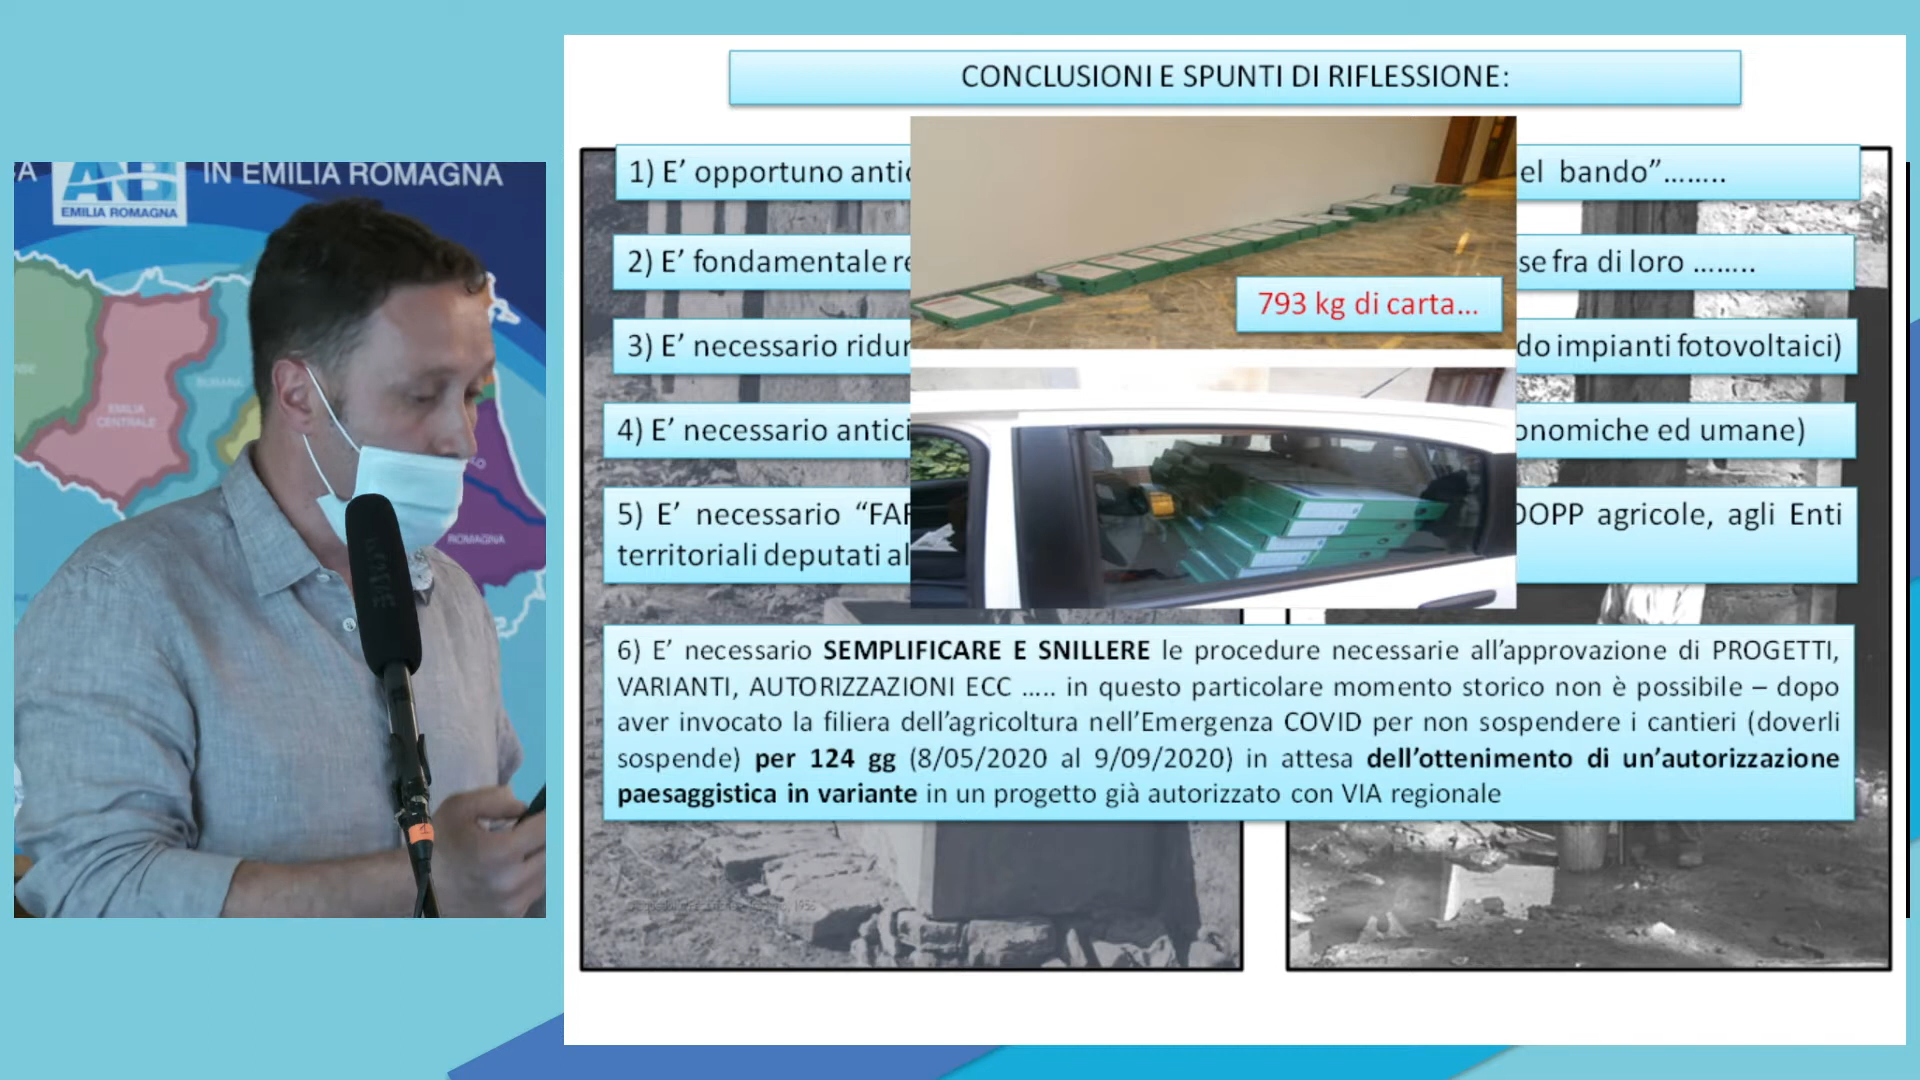 CONCLUSIONI E SPUNTI DI RIFLESSIONE:
IN EMILIA ROMAGNA
EMILIA ROMAGNA
EMILIA
CENTRALE
ROMAGNA
1) E’ opportuno
el bando”……..
2) E’ fondamentale
se fra di loro ……..
793 kg di carta…
3) E’ necessario
do impianti fotovoltaici)
4) E’ necessario
onomiche ed umane)
5) E’ necessario
OOPP agricole, agli Enti
territoriali deputati al
6) E’ necessario SEMPLIFICARE E SNILLERE le procedure necessarie all’approvazione di PROGETTI,
VARIANTI, AUTORIZZAZIONI ECC ….. in questo particolare momento storico non è possibile – dopo
aver invocato la filiera dell’agricoltura nell’Emergenza COVID per non sospendere i cantieri (doverli
sospende) per 124 gg (8/05/2020 al 9/09/2020) in attesa dell’ottenimento di un’autorizzazione
paesaggistica in variante in un progetto già autorizzato con VIA regionale